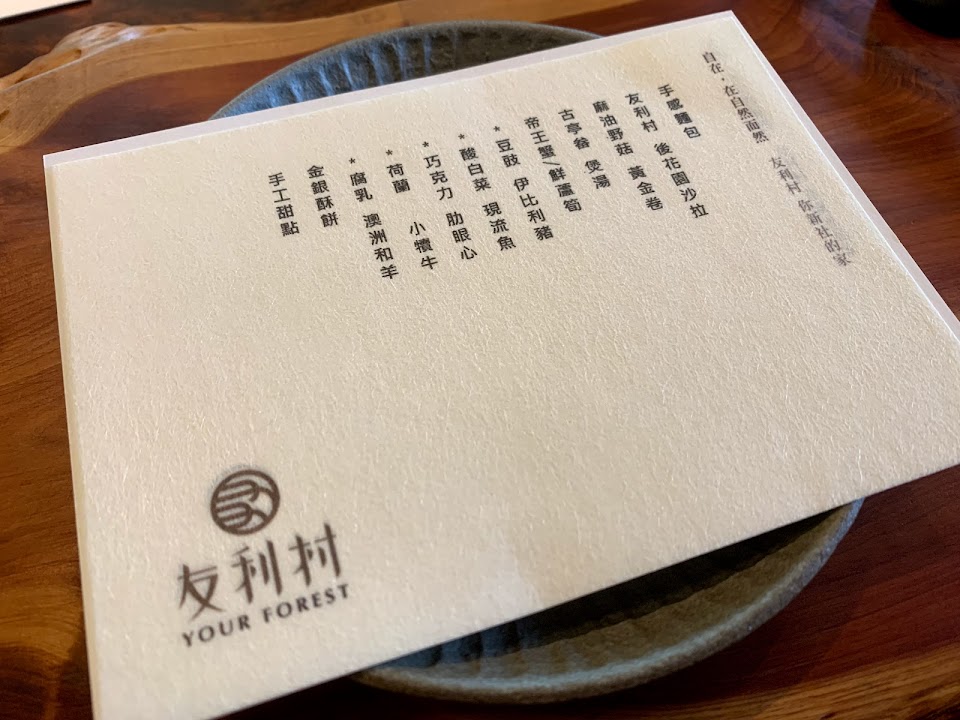 自在，在自然而然　友利村 你新社的家
手感麵包
友利村　後花園沙拉
麻油野菇　黃金卷
古亭畚　煲湯
帝王蟹/鮮蘆筍
* 豆豉　伊比利豬
* 酸白菜　現流魚
* 巧克力　肋眼心
* 荷蘭　小犢牛
* 腐乳　澳洲和羊
金銀酥餅
手工甜點
友利村
YOUR FOREST